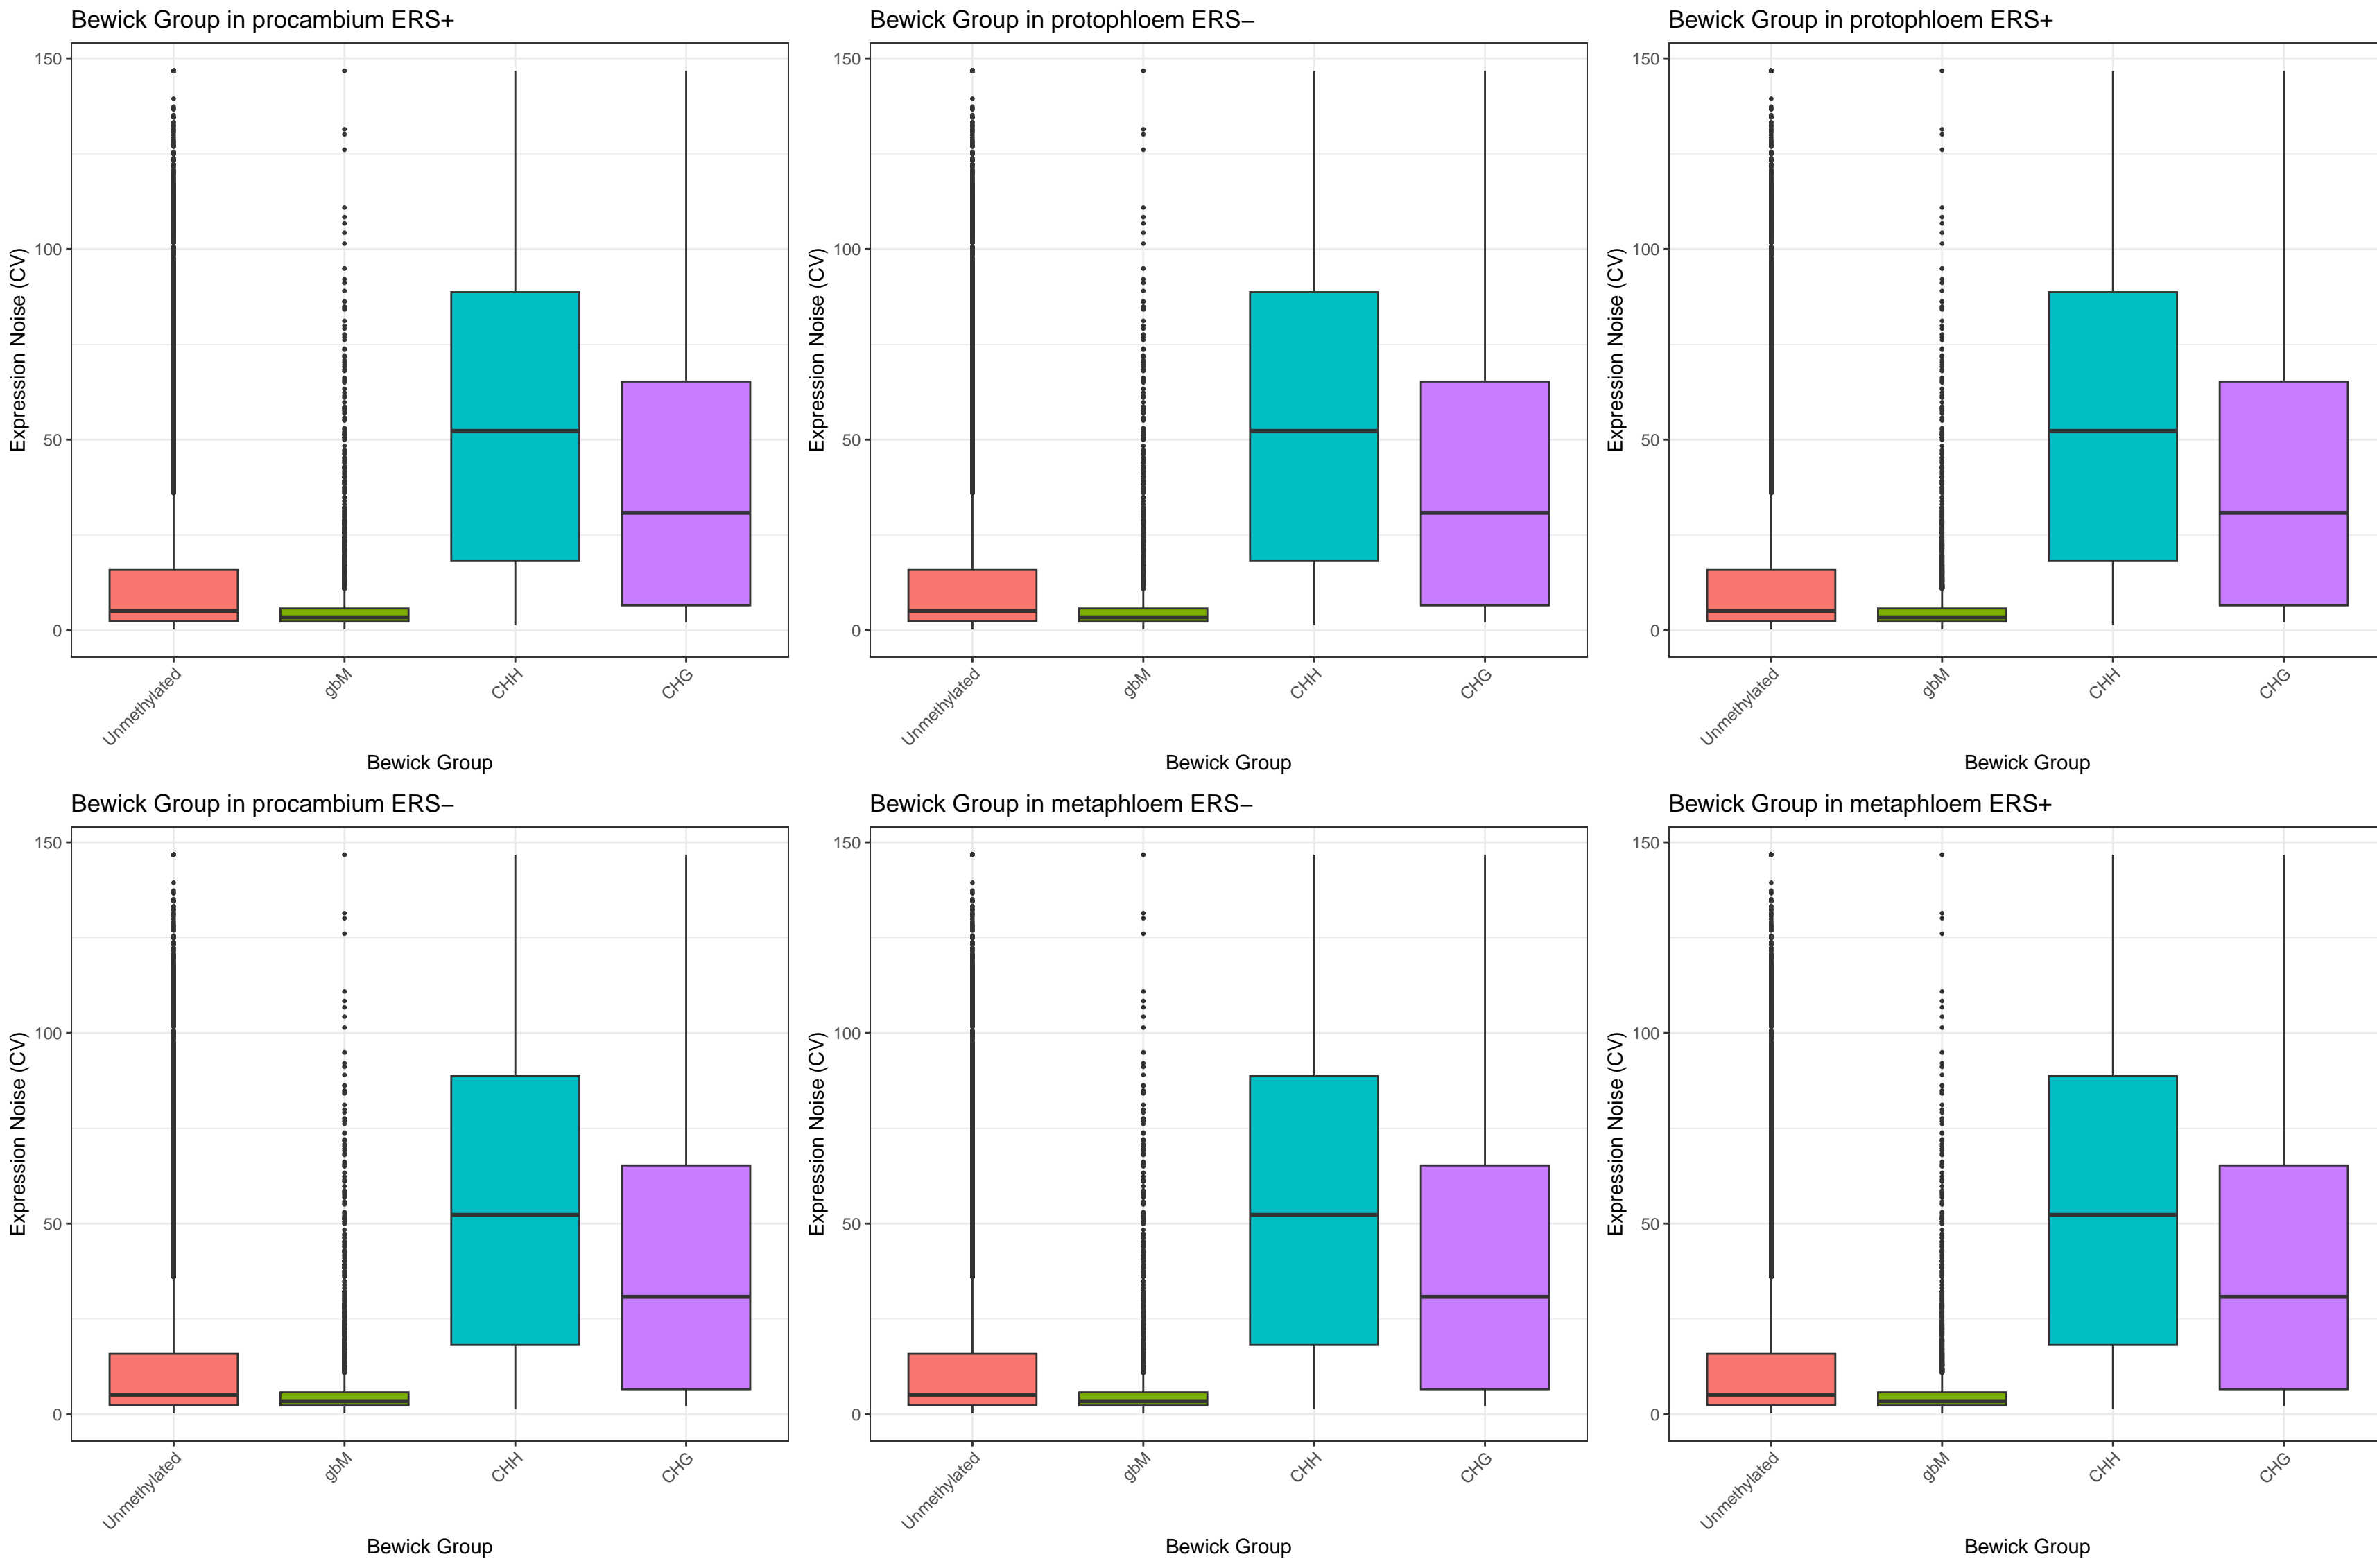 Bewick Group in procambium ERS+
Expression Noise (CV)
150
100
50
0
Unmethylated
gbM
CHH
CHG
Bewick Group
Bewick Group in protophloem ERS−
Expression Noise (CV)
150
100
50
0
Unmethylated
gbM
CHH
CHG
Bewick Group
Bewick Group in protophloem ERS+
Expression Noise (CV)
150
100
50
0
Unmethylated
gbM
CHH
CHG
Bewick Group
Bewick Group in procambium ERS−
Expression Noise (CV)
150
100
50
0
Unmethylated
gbM
CHH
CHG
Bewick Group
Bewick Group in metaphloem ERS−
Expression Noise (CV)
150
100
50
0
Unmethylated
gbM
CHH
CHG
Bewick Group
Bewick Group in metaphloem ERS+
Expression Noise (CV)
150
100
50
0
Unmethylated
gbM
CHH
CHG
Bewick Group